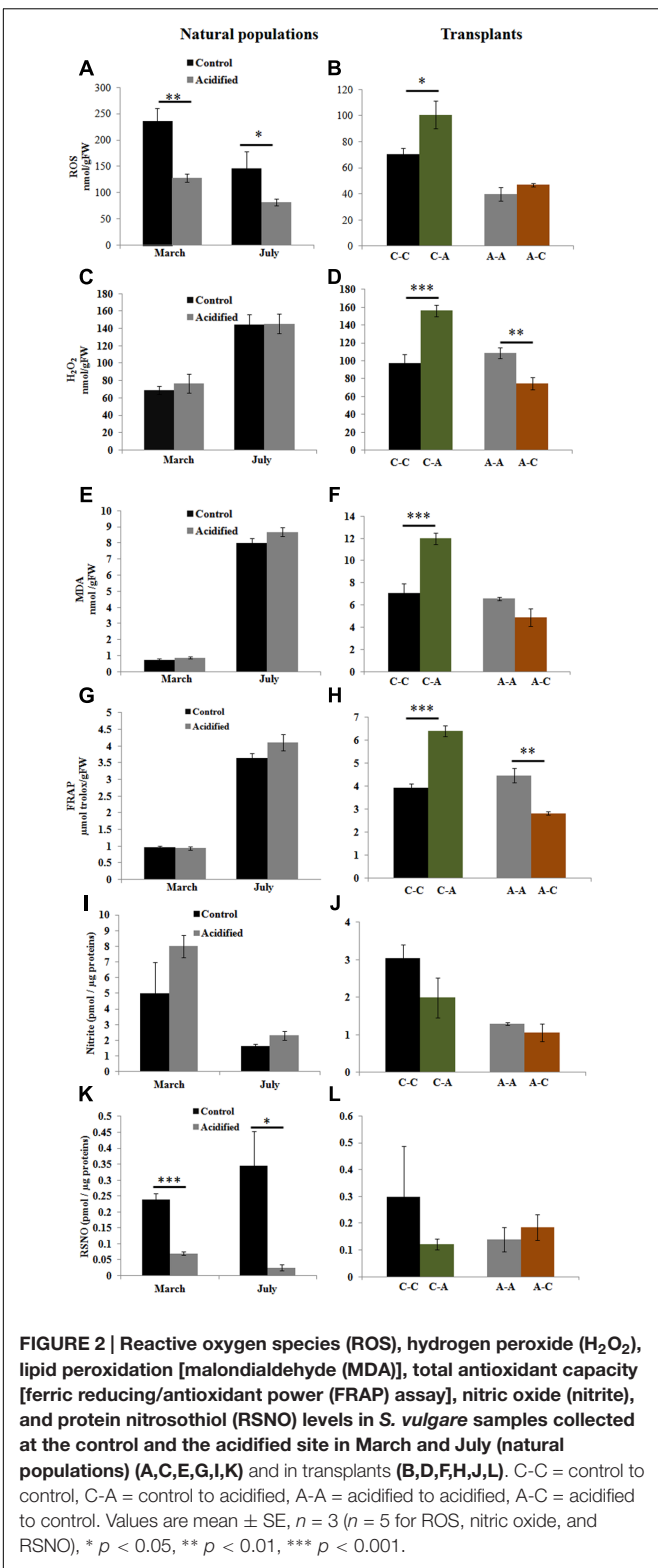 Natural populations
Transplants
A
Control
Acidified
ROS
nmol/gFW
300
250
200
150
100
50
0
**
*
March
July
B
120
100
80
60
40
20
0
*
C-C
C-A
A-A
A-C
C
Control
Acidified
H2O2
nmol/gFW
180
160
140
120
100
80
60
40
20
0
March
July
D
180
160
140
120
100
80
60
40
20
0
***
**
C-C
C-A
A-A
A-C
E
Control
Acidified
MDA
nmol /gFW
10
9
8
7
6
5
4
3
2
1
0
March
July
F
14
12
10
8
6
4
2
0
***
C-C
C-A
A-A
A-C
G
Control
Acidified
FRAP
µmol trolox/gFW
5
4.5
4
3.5
3
2.5
2
1.5
1
0.5
0
March
July
H
7
6
5
4
3
2
1
0
***
**
C-C
C-A
A-A
A-C
I
Control
Acidified
Nitrite (pmol / µg proteins)
10
9
8
7
6
5
4
3
2
1
0
March
July
J
4
3
2
1
0
C-C
C-A
A-A
A-C
K
Control
Acidified
RSNO (pmol / µg proteins)
0.5
0.45
0.4
0.35
0.3
0.25
0.2
0.15
0.1
0.05
0
***
*
March
July
L
0.6
0.5
0.4
0.3
0.2
0.1
0
C-C
C-A
A-A
A-C
FIGURE 2 | Reactive oxygen species (ROS), hydrogen peroxide (H2O2),
lipid peroxidation [malondialdehyde (MDA)], total antioxidant capacity
[ferric reducing/antioxidant power (FRAP) assay], nitric oxide (nitrite),
and protein nitrosothiol (RSNO) levels in S. vulgare samples collected
at the control and the acidified site in March and July (natural
populations) (A,C,E,G,I,K) and in transplants (B,D,F,H,J,L). C-C = control to
control, C-A = control to acidified, A-A = acidified to acidified, A-C = acidified
to control. Values are mean ± SE, n = 3 (n = 5 for ROS, nitric oxide, and
RSNO), * p < 0.05, ** p < 0.01, *** p < 0.001.